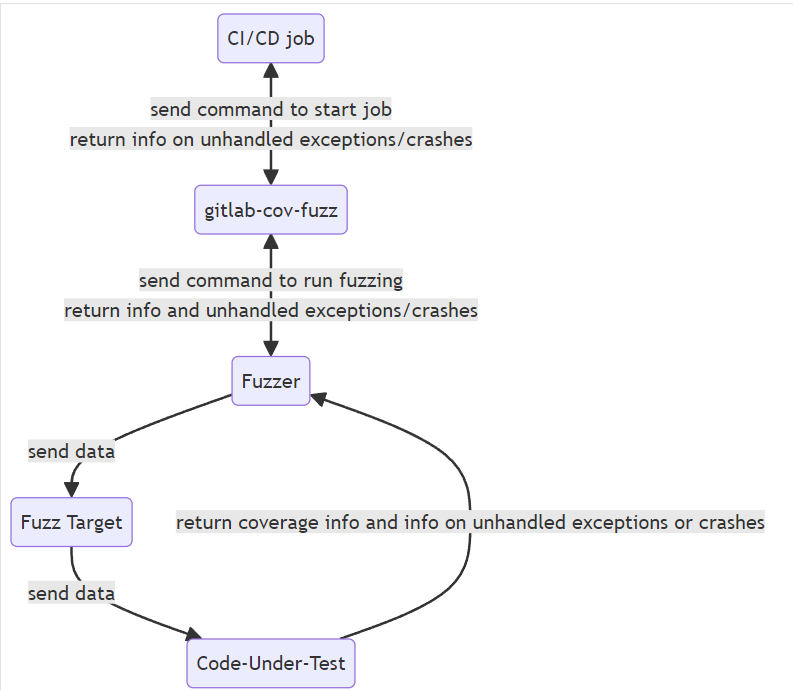 CI/CD job
send command to start job
return info on unhandled exceptions/crashes
gitlab-cov-fuzz
send command to run fuzzing
return info and unhandled exceptions/crashes
Fuzzer
send data
Fuzz Target
return coverage info and info on unhandled exceptions or crashes
send data
Code-Under-Test